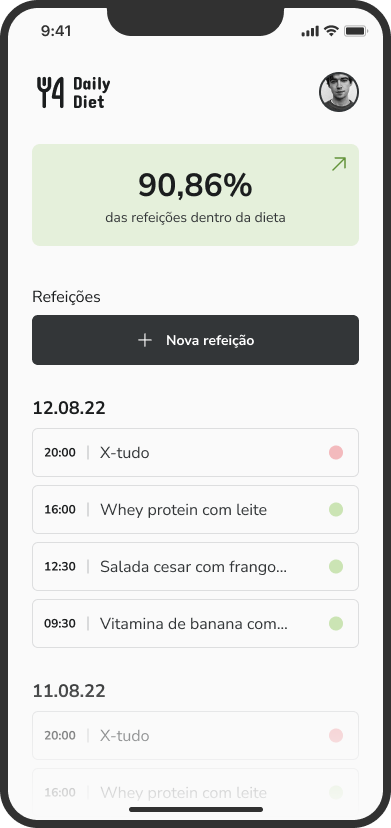 9:41
Daily
Diet
90,86%
das refeições dentro da dieta
Refeições
Nova refeição
12.08.22
20:00 X-tudo
16:00 Whey protein com leite
12:30 Salada cesar com frango...
09:30 Vitamina de banana com...
11.08.22
20:00 X-tudo
16:00 Whey protein com leite